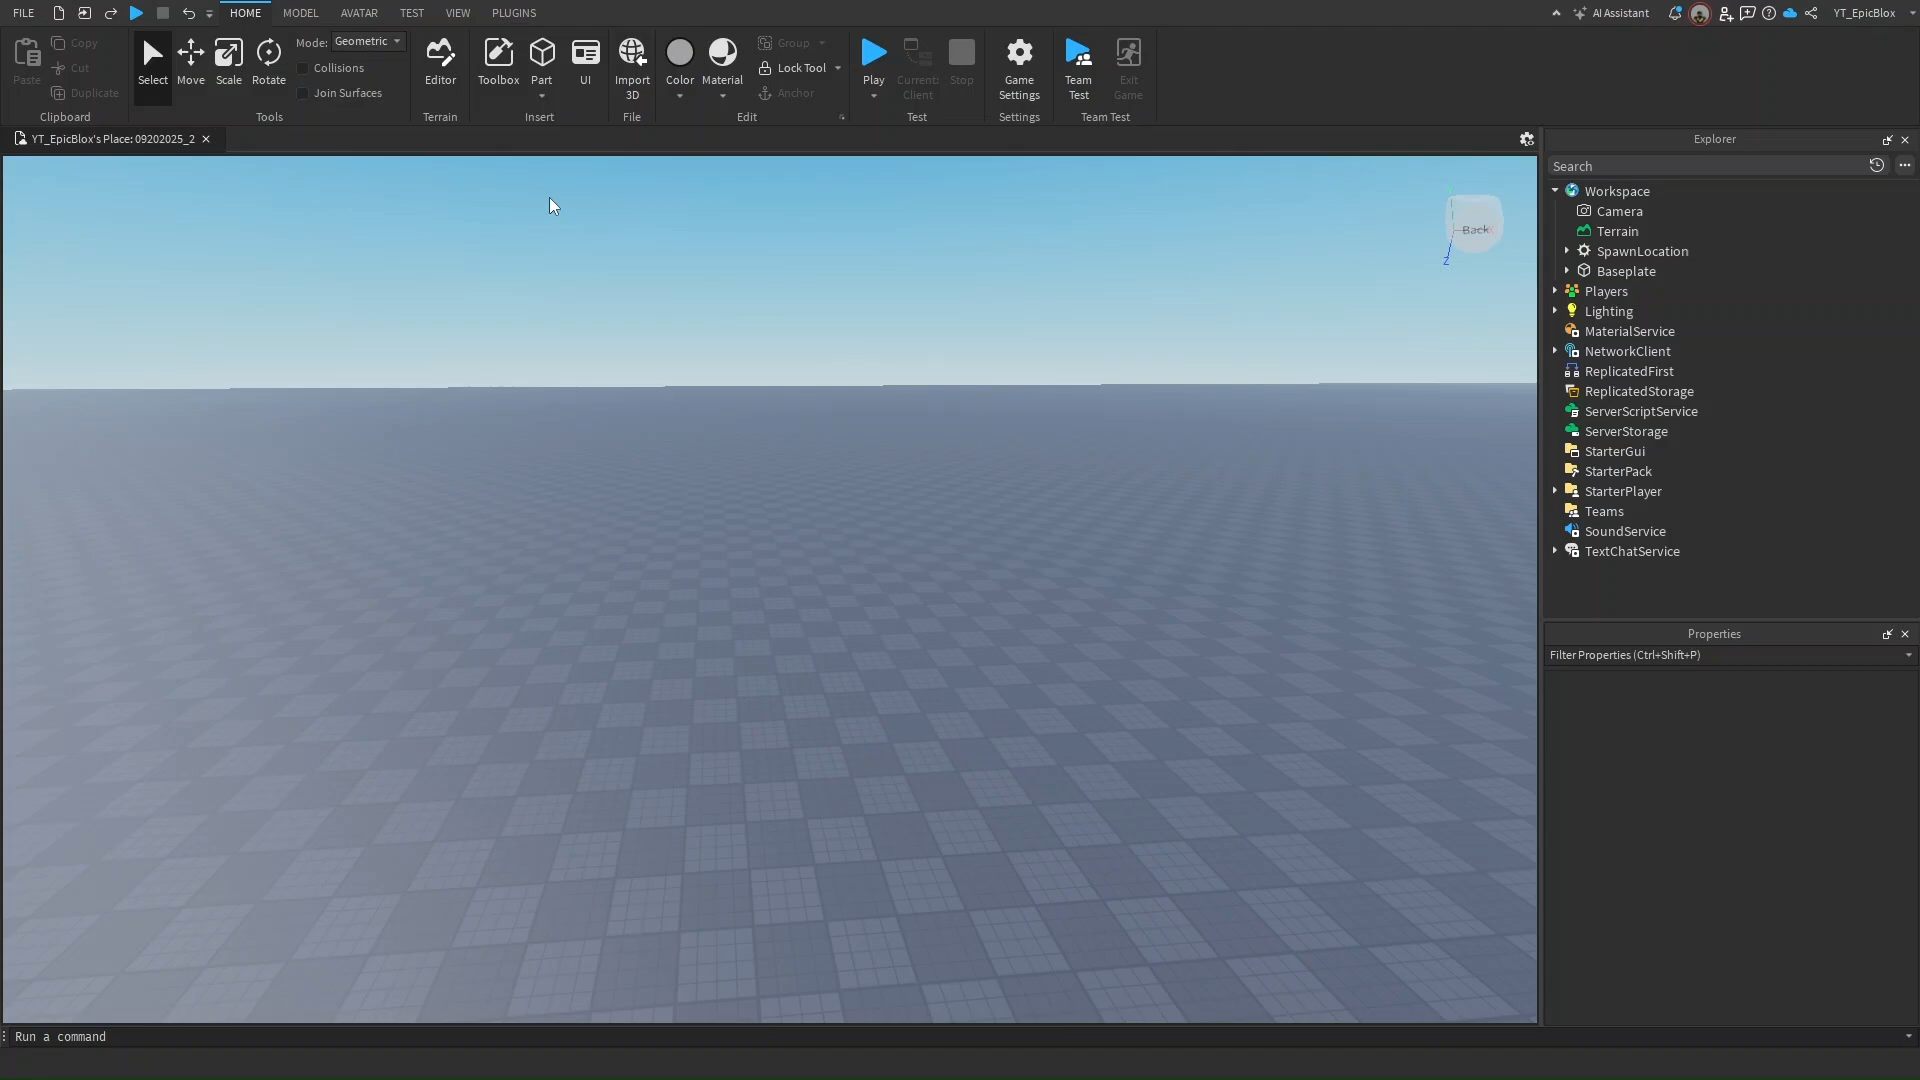 FILE HOME MODEL AVATAR TEST VIEW PLUGINS AI Assistant YT_EpicBlox
Paste Copy Cut Duplicate
Clipboard
Select Move Scale Rotate
Mode: Geometric
Collisions
Join Surfaces
Tools
Editor
Terrain
Toolbox Part UI
Insert
Import
3D
File
Color Material
Group
Lock Tool
Anchor
Edit
Play
Current:
Client
Stop
Test
Game
Settings
Settings
Team
Test
Exit
Game
Team Test
YT_EpicBlox's Place: 09202025_2
Back
Z
Explorer
Search
Workspace
Camera
Terrain
SpawnLocation
Baseplate
Players
Lighting
MaterialService
NetworkClient
ReplicatedFirst
ReplicatedStorage
ServerScriptService
ServerStorage
StarterGui
StarterPack
StarterPlayer
Teams
SoundService
TextChatService
Properties
Filter Properties (Ctrl+Shift+P)
Run a command